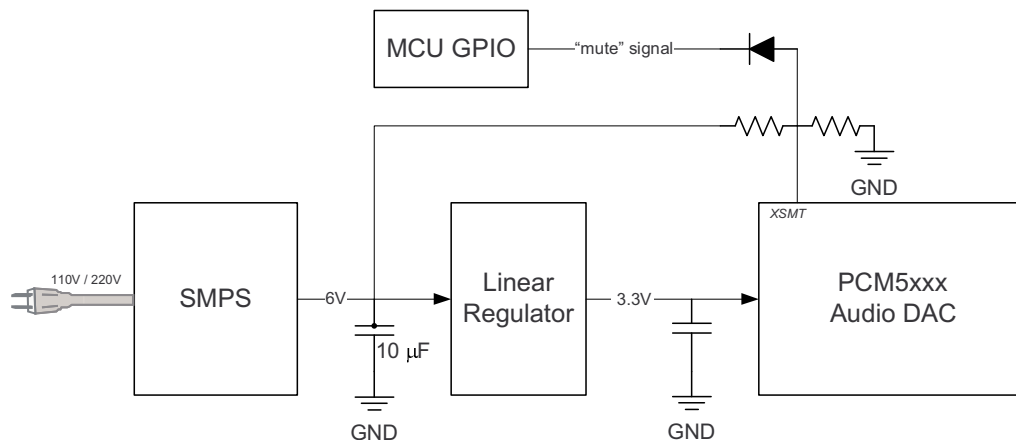 MCU GPIO
“mute” signal
GND
XSMT
110V / 220V
SMPS
6V
10 μF
GND
Linear
Regulator
3.3V
GND
PCM5xxx
Audio DAC